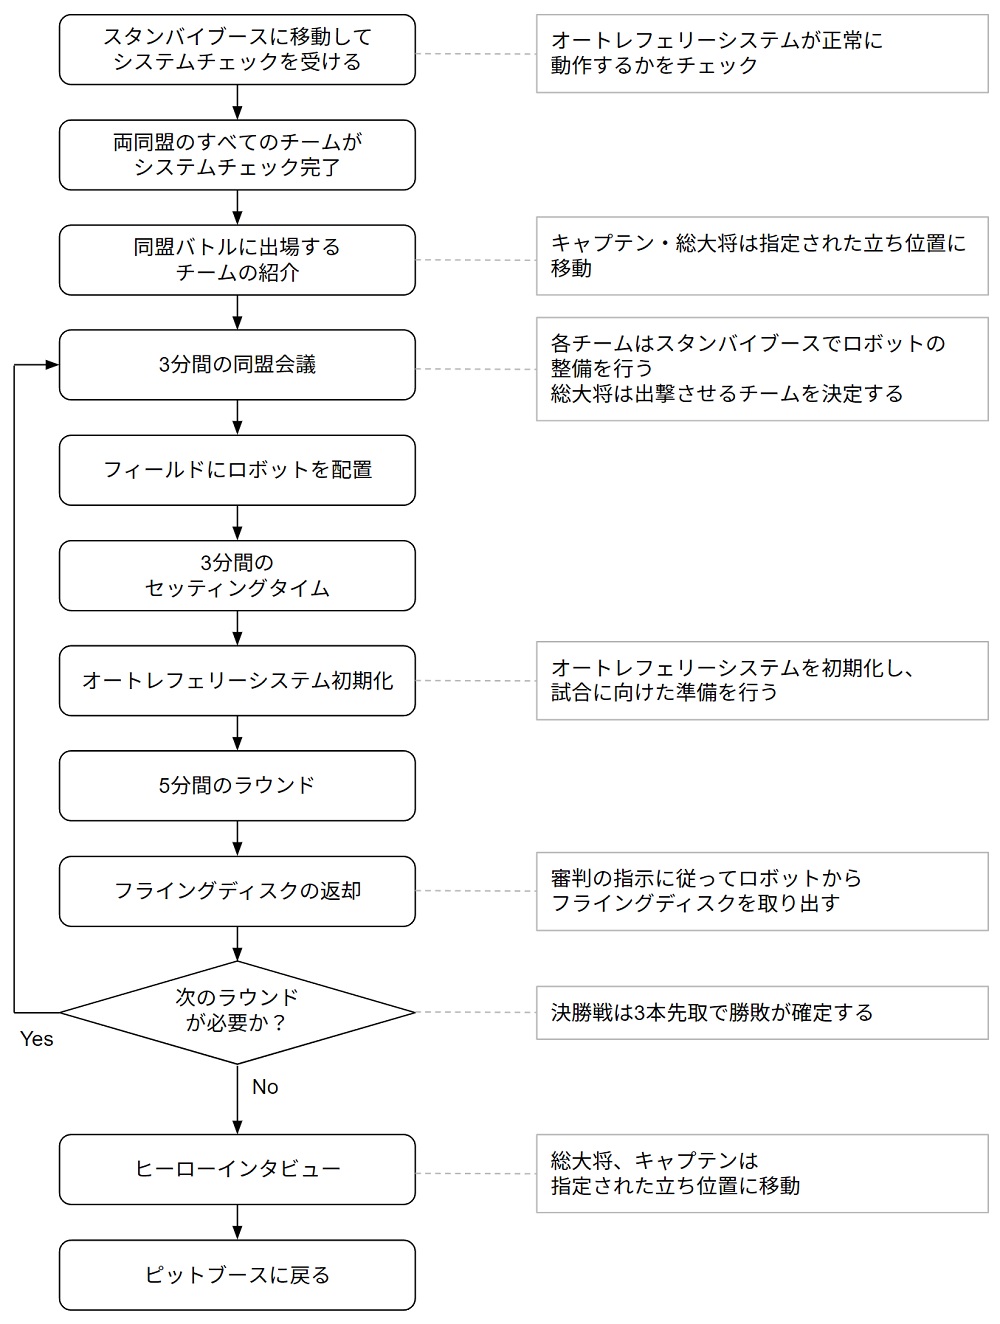 スタンバイブースに移動して
システムチェックを受ける
オートレフェリーシステムが正常に
動作するかをチェック
両同盟のすべてのチームが
システムチェック完了
同盟バトルに出場する
チームの紹介
キャプテン・総大将は指定された立ち位置に
移動
3分間の同盟会議
各チームはスタンバイブースでロボットの
整備を行う
総大将は出撃させるチームを決定する
フィールドにロボットを配置
3分間の
セッティングタイム
オートレフェリーシステム初期化
オートレフェリーシステムを初期化し、
試合に向けた準備を行う
5分間のラウンド
フライングディスクの返却
審判の指示に従ってロボットから
フライングディスクを取り出す
次のラウンド
が必要か？
決勝戦は3本先取で勝敗が確定する
Yes
No
ヒーローインタビュー
総大将、キャプテンは
指定された立ち位置に移動
ピットブースに戻る